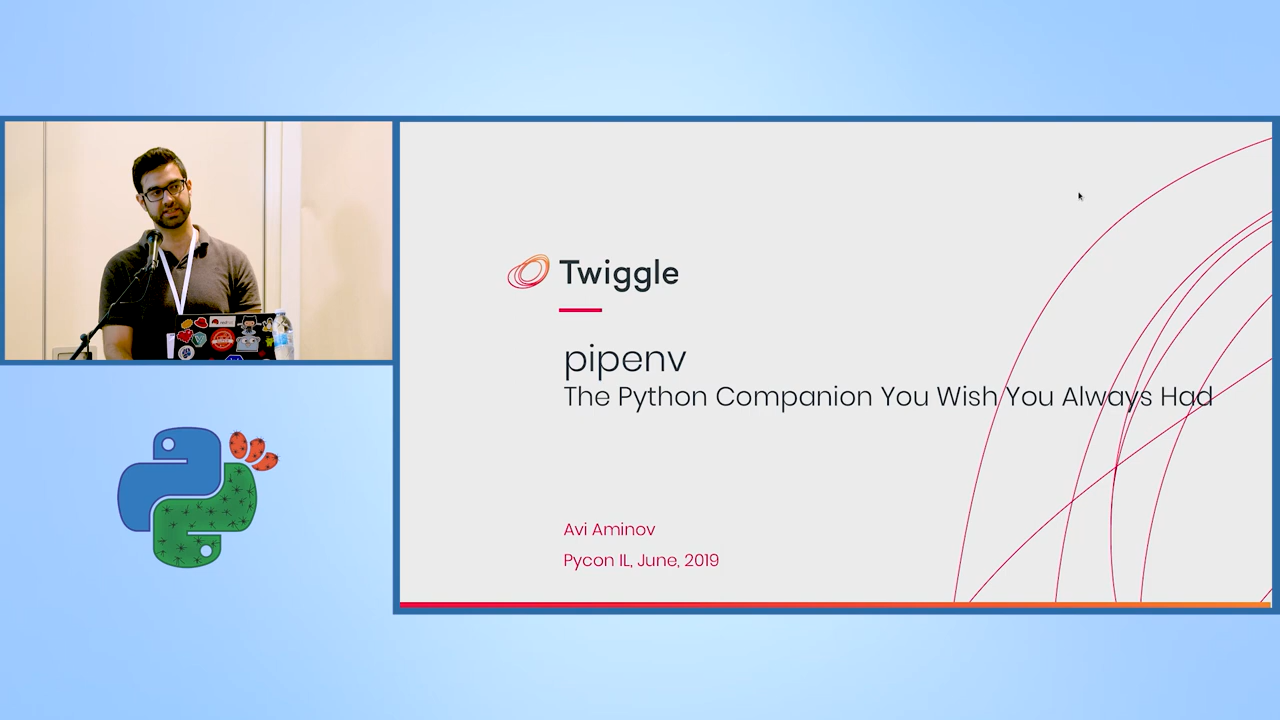 Twiggle
pipenv
The Python Companion You Wish You Always Had
Avi Aminov
Pycon IL, June, 2019